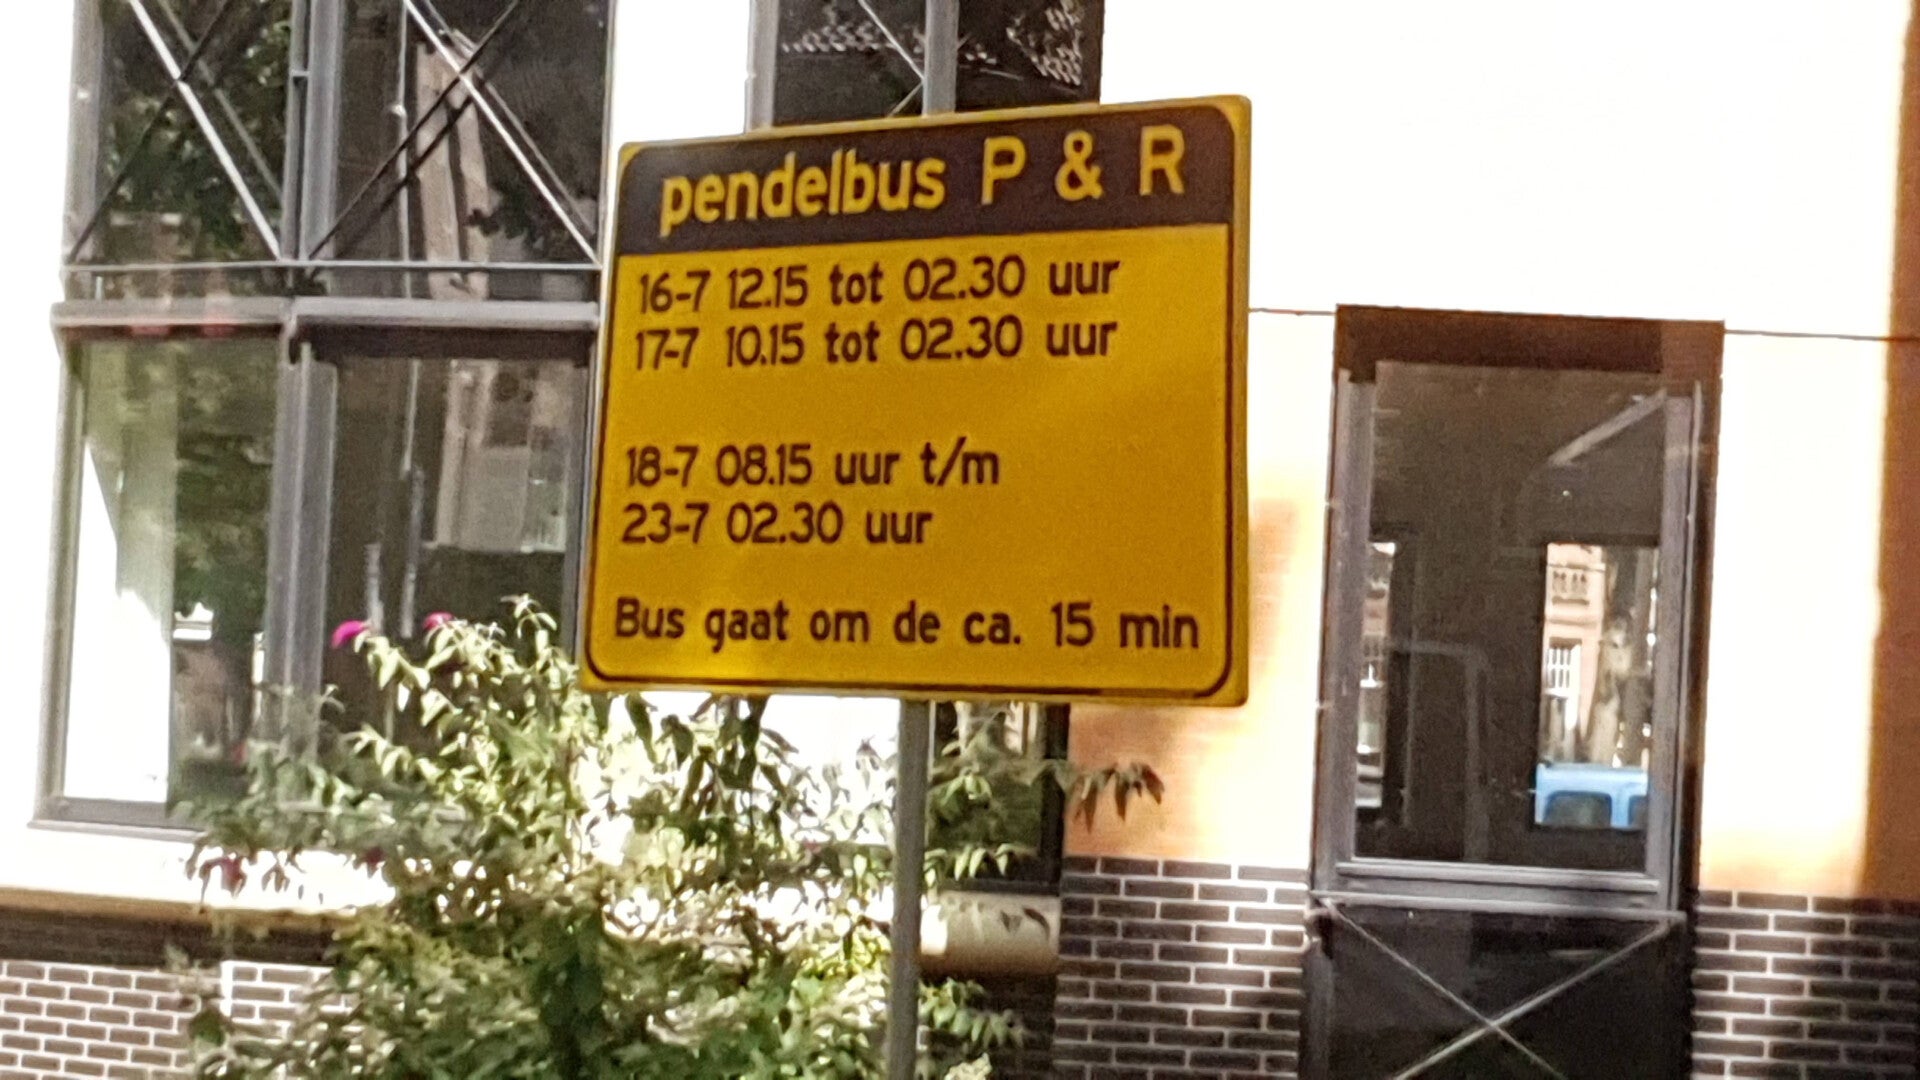 pendelbus P & R
16-7 12.15 tot 02.30 uur
17-7 10.15 tot 02.30 uur
18-7 08.15 uur t/m
23-7 02.30 uur
Bus gaat om de ca. 15 min